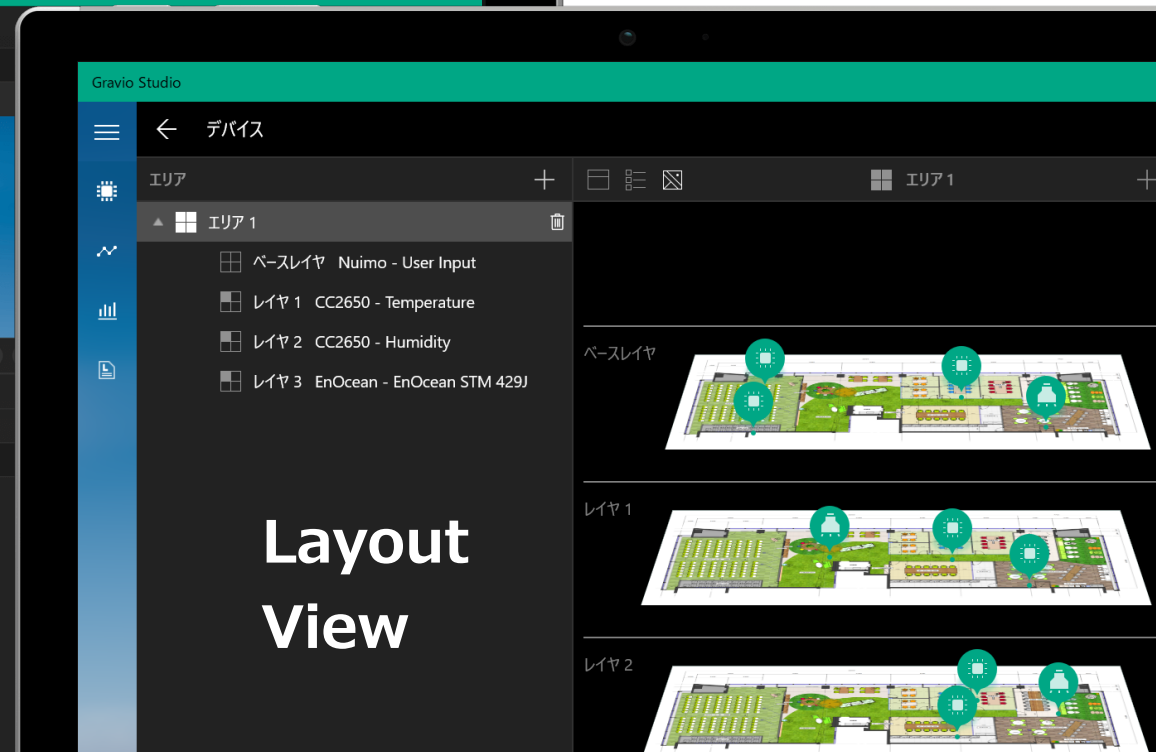 Gravio Studio
デバイス
エリア
エリア 1
エリア 1
ベースレイヤ Nuimo - User Input
レイヤ 1 CC2650 - Temperature
レイヤ 2 CC2650 - Humidity
レイヤ 3 EnOcean - EnOcean STM 429J
ベースレイヤ
レイヤ 1
レイヤ 2
Layout
View